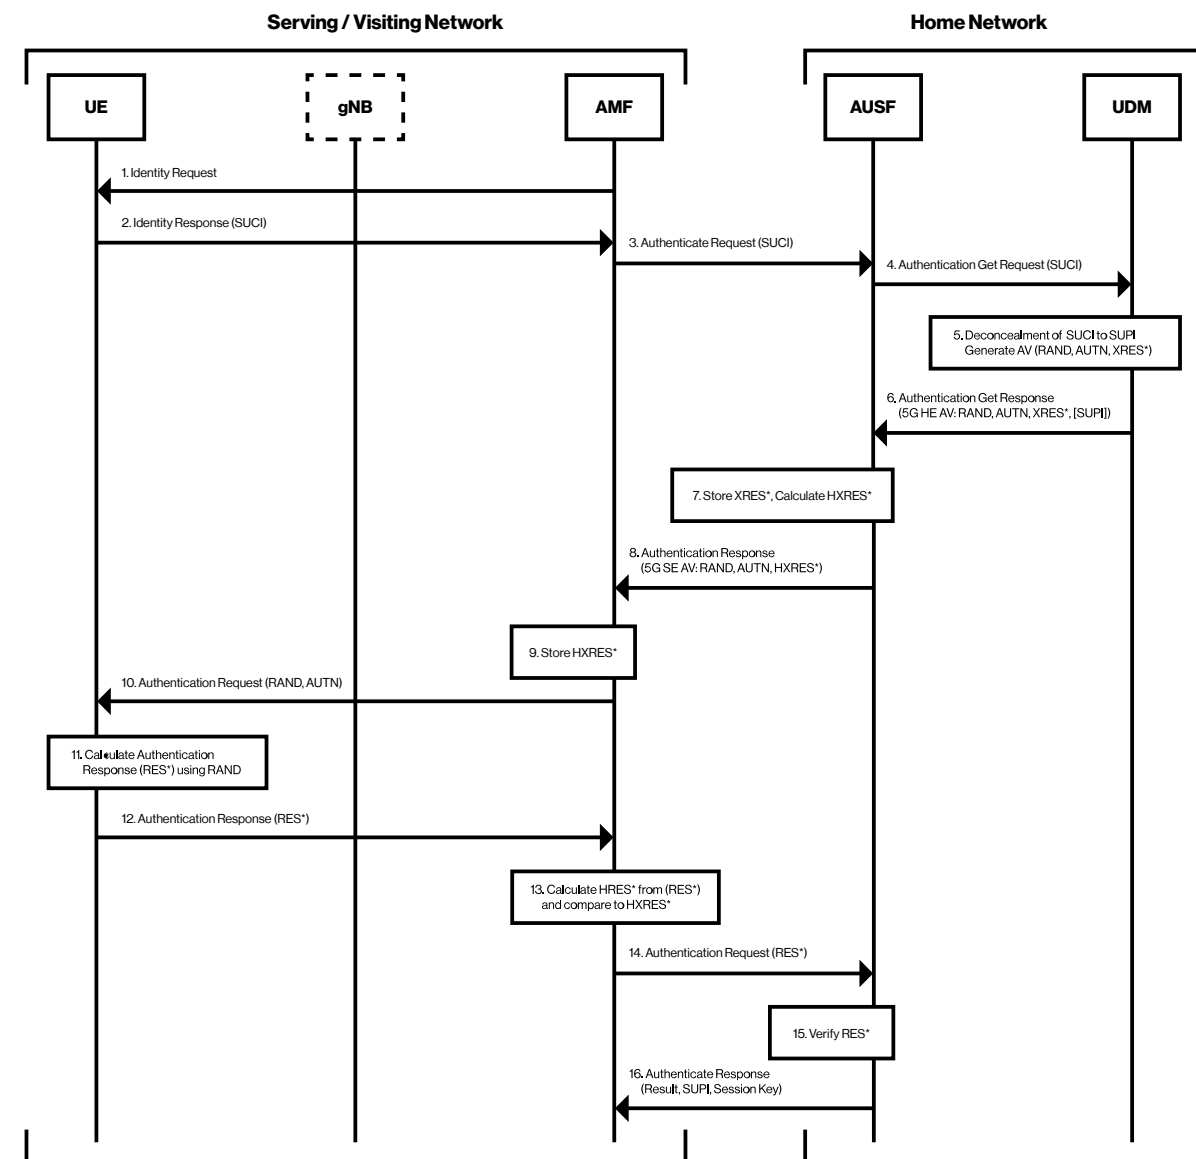 Serving / Visiting Network
Home Network
UE
gNB
AMF
AUSF
UDM
1. Identity Request
2. Identity Response (SUCI)
3. Authenticate Request (SUCI)
4. Authentication Get Request (SUCI)
5. Deconcealment of SUCI to SUPI
Generate AV (RAND, AUTN, XRES*)
6. Authentication Get Response
(5G HE AV: RAND, AUTN, XRES*, [SUPI])
7. Store XRES*, Calculate HXRES*
8. Authentication Response
(5G SE AV: RAND, AUTN, HXRES*)
9. Store HXRES*
10. Authentication Request (RAND, AUTN)
11. Calculate Authentication
Response (RES*) using RAND
12. Authentication Response (RES*)
13. Calculate HRES* from (RES*)
and compare to HXRES*
14. Authentication Request (RES*)
15. Verify RES*
16. Authenticate Response
(Result, SUPI, Session Key)